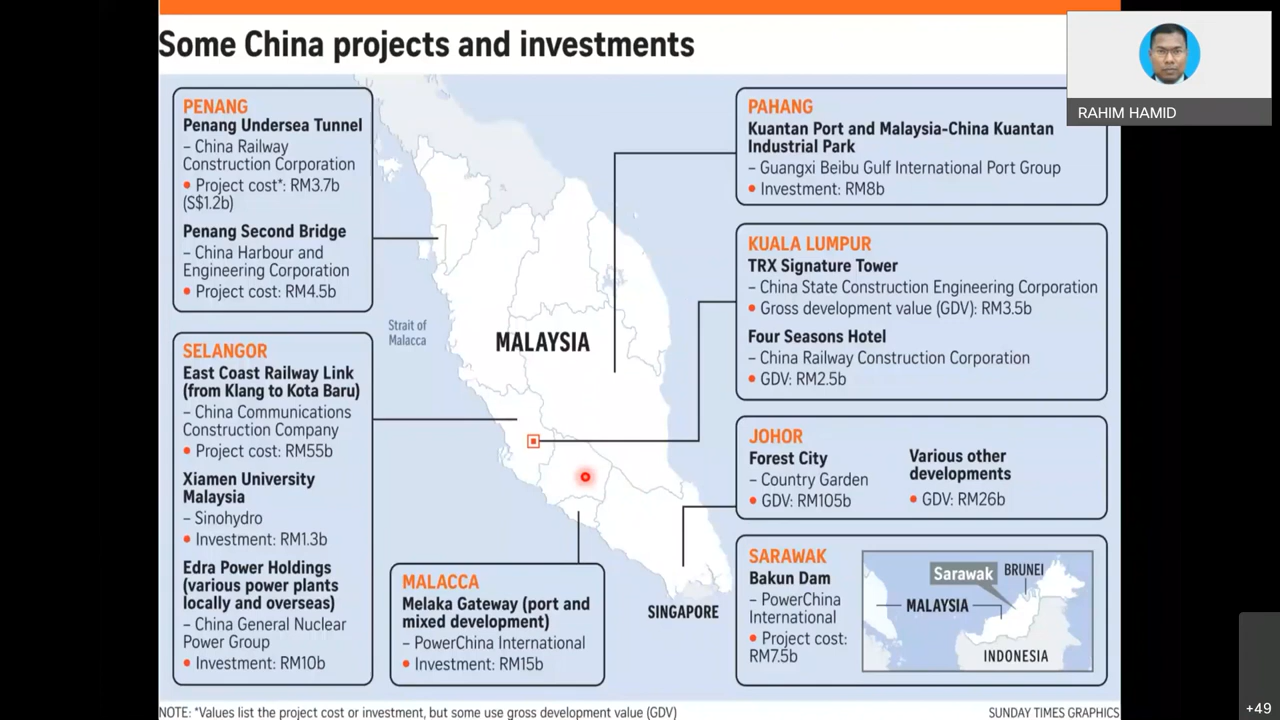 Some China projects and investments
RAHIM HAMID
PENANG
Penang Undersea Tunnel
– China Railway
Construction Corporation
• Project cost*: RM3.7b
(S$1.2b)
Penang Second Bridge
– China Harbour and
Engineering Corporation
• Project cost: RM4.5b
SELANGOR
East Coast Railway Link
(from Klang to Kota Baru)
– China Communications
Construction Company
• Project cost: RM55b
Xiamen University
Malaysia
– Sinohydro
• Investment: RM1.3b
Edra Power Holdings
(various power plants
locally and overseas)
– China General Nuclear
Power Group
• Investment: RM10b
Strait of
Malacca
MALAYSIA
MALACCA
Melaka Gateway (port and
mixed development)
– PowerChina International
• Investment: RM15b
SINGAPORE
PAHANG
Kuantan Port and Malaysia-China Kuantan
Industrial Park
– Guangxi Beibu Gulf International Port Group
• Investment: RM8b
KUALA LUMPUR
TRX Signature Tower
– China State Construction Engineering Corporation
• Gross development value (GDV): RM3.5b
Four Seasons Hotel
– China Railway Construction Corporation
• GDV: RM2.5b
JOHOR
Forest City
– Country Garden
• GDV: RM105b
Various other
developments
• GDV: RM26b
SARAWAK
Bakun Dam
– PowerChina
International
• Project cost:
RM7.5b
Sarawak
BRUNEI
MALAYSIA
INDONESIA
NOTE: *Values list the project cost or investment, but some use gross development value (GDV)
SUNDAY TIMES GRAPHICS
+49